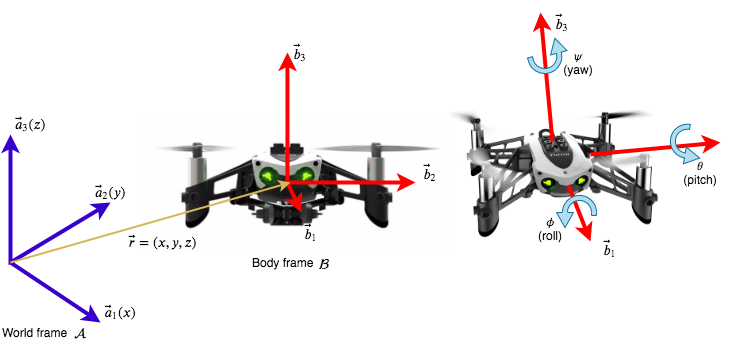 b⃗₃
a⃗₃(z)
a⃗₂(y)
b⃗₂
r⃗ = (x, y, z)
b⃗₁
a⃗₁(x)
Body frame ℬ
World frame 𝒜
b⃗₃
ψ
(yaw)
θ
(pitch)
ϕ
(roll)
b⃗₁